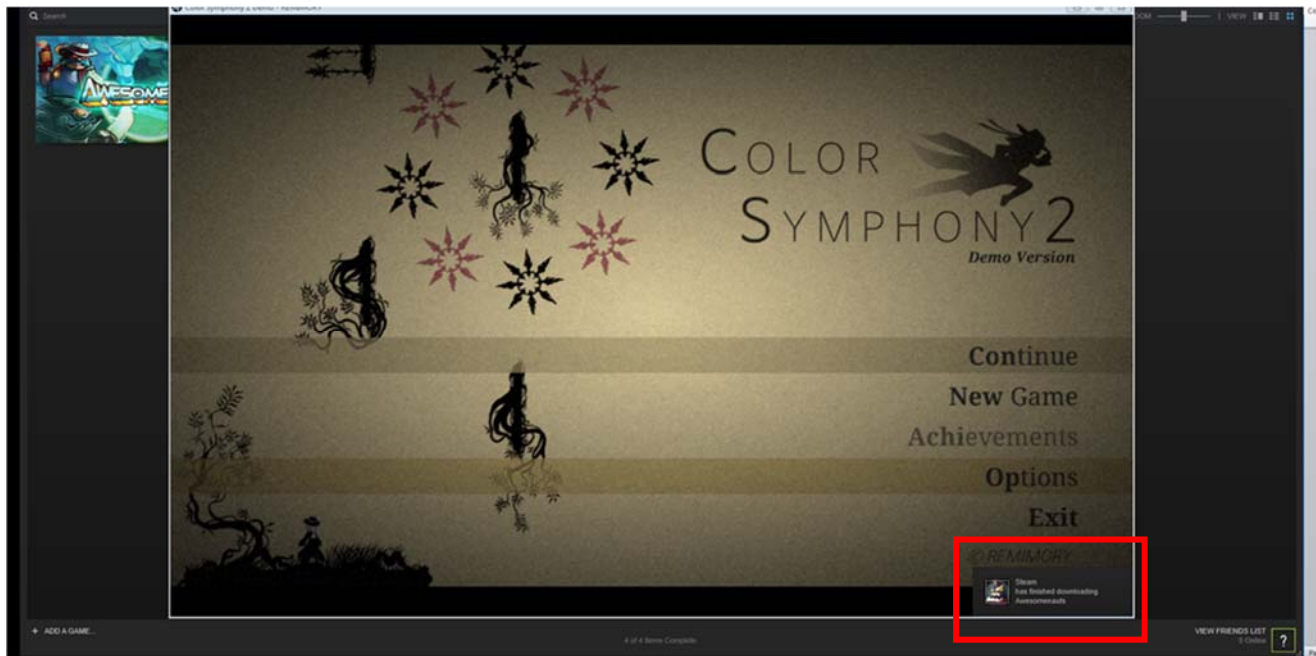 Color Symphony 2 Demo - REMIMORY
Search
ZOOM
VIEW
AWESOME
COLOR
SYMPHONY 2
Demo Version
Continue
New Game
Achievements
Options
Exit
© REMIMORY
Steam
has finished downloading
Awesomenauts
+ ADD A GAME...
4 of 4 Items Complete
VIEW FRIENDS LIST
5 Online
?